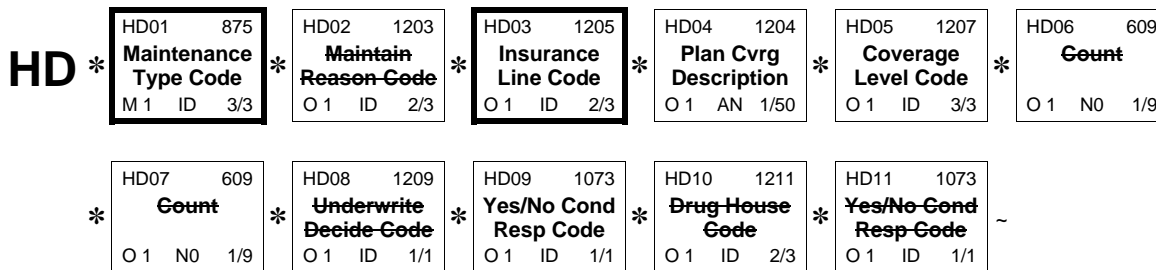 HD * HD01 875 * HD02 1203 * HD03 1205 * HD04 1204 * HD05 1207 * HD06 609
Maintenance Maintain Insurance Plan Cvrg Coverage Count
Type Code Reason Code Line Code Description Level Code
M 1 ID 3/3 O 1 ID 2/3 O 1 ID 2/3 O 1 AN 1/50 O 1 ID 3/3 O 1 N0 1/9
* HD07 609 * HD08 1209 * HD09 1073 * HD10 1211 * HD11 1073 ~
Count Underwrite Yes/No Cond Drug House Yes/No Cond
Decide Code Resp Code Code Resp Code
O 1 N0 1/9 O 1 ID 1/1 O 1 ID 1/1 O 1 ID 2/3 O 1 ID 1/1